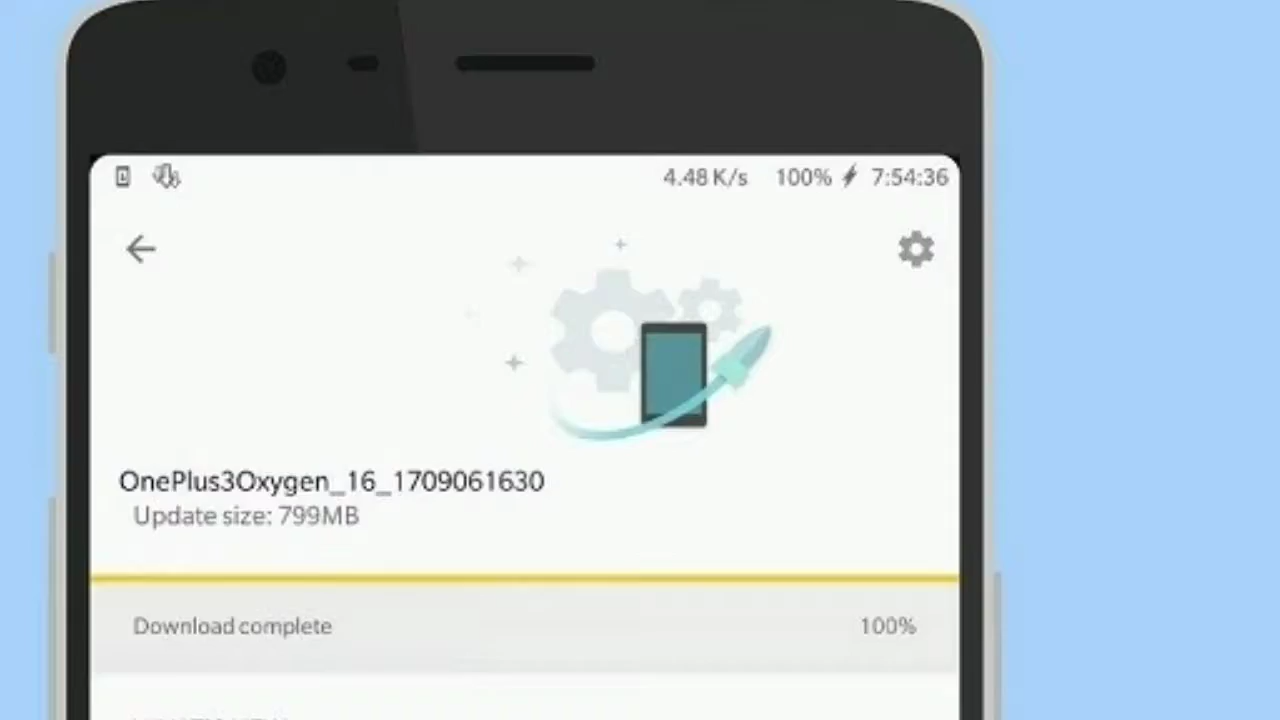 4.48 K/s 100% 7:54:36
OnePlus3Oxygen_16_1709061630
Update size: 799MB
Download complete 100%